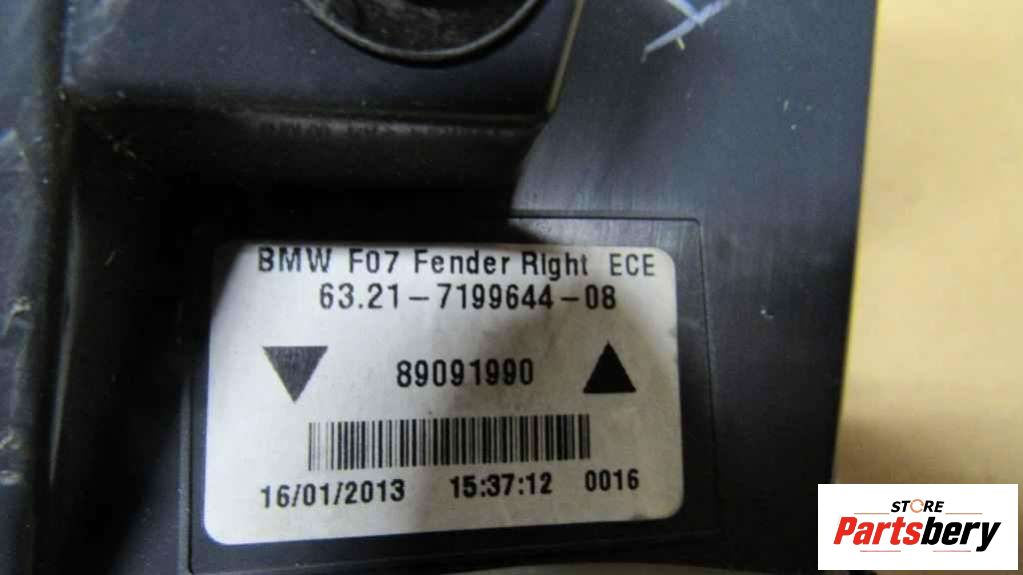 BMW F07 Fender Right ECE
63.21-7199644-08
89091990
16/01/2013 15:37:12 0016
STORE
Partsbery